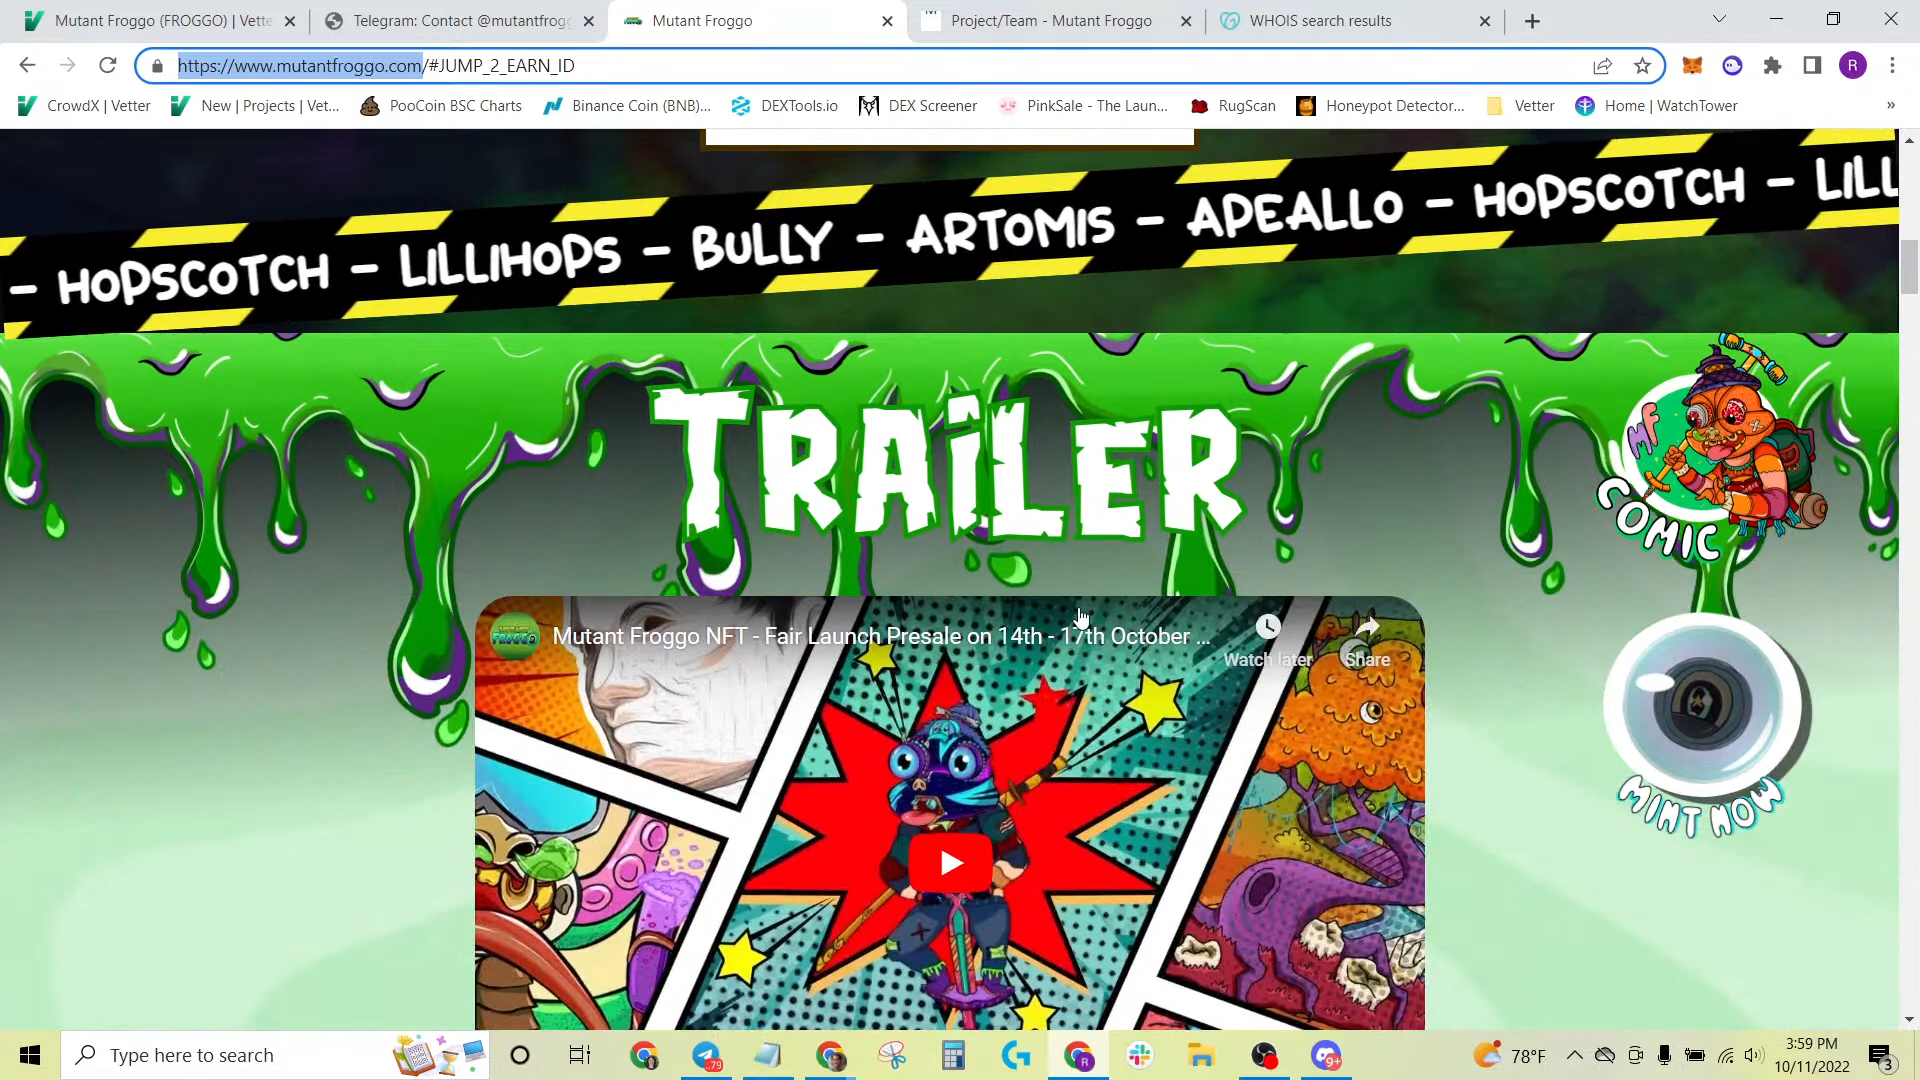 Mutant Froggo (FROGGO) | Vette
Telegram: Contact @mutantfrogg
Mutant Froggo
Project/Team - Mutant Froggo
WHOIS search results
https://www.mutantfroggo.com/#JUMP_2_EARN_ID
R
CrowdX | Vetter
New | Projects | Vet...
PooCoin BSC Charts
Binance Coin (BNB)...
DEXTools.io
DEX Screener
PinkSale - The Laun...
RugScan
Honeypot Detector...
Vetter
Home | WatchTower
»
- HOPSCOTCH - LILLIHOPS - BULLY - ARTOMIS - APEALLO - HOPSCOTCH - LILL
TRAiLER
MF
COMIC
Mutant Froggo NFT - Fair Launch Presale on 14th - 17th October ...
Watch later
Share
MINT NOW
Type here to search
79
R
9+
78°F
3:59 PM
10/11/2022
3